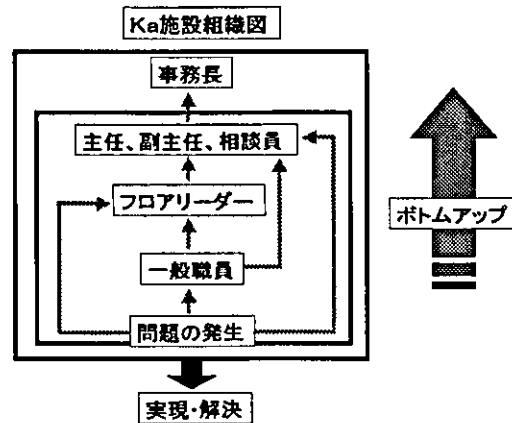 Ka施設組織図
事務長
主任、副主任、相談員
フロアリーダー
ボトムアップ
一般職員
問題の発生
実現・解決